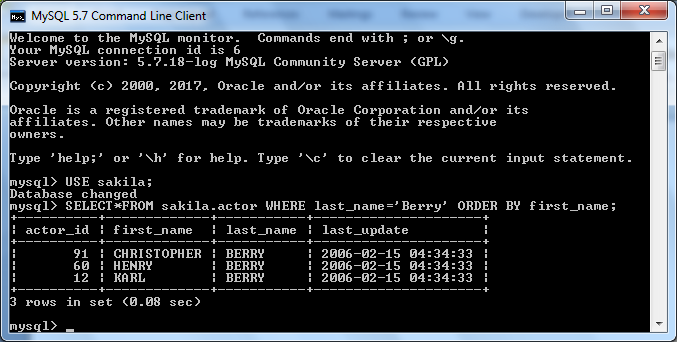 MySQL 5.7 Command Line Client
Welcome to the MySQL monitor.  Commands end with ; or \g.
Your MySQL connection id is 6
Server version: 5.7.18-log MySQL Community Server (GPL)
Copyright (c) 2000, 2017, Oracle and/or its affiliates. All rights reserved.
Oracle is a registered trademark of Oracle Corporation and/or its
affiliates. Other names may be trademarks of their respective
owners.
Type 'help;' or '\h' for help. Type '\c' to clear the current input statement.
mysql> USE sakila;
Database changed
mysql> SELECT*FROM sakila.actor WHERE last_name='Berry' ORDER BY first_name;
+----------+-------------+-----------+---------------------+
| actor_id | first_name  | last_name | last_update         |
+----------+-------------+-----------+---------------------+
|       91 | CHRISTOPHER | BERRY     | 2006-02-15 04:34:33 |
|       60 | HENRY       | BERRY     | 2006-02-15 04:34:33 |
|       12 | KARL        | BERRY     | 2006-02-15 04:34:33 |
+----------+-------------+-----------+---------------------+
3 rows in set (0.08 sec)
mysql> _